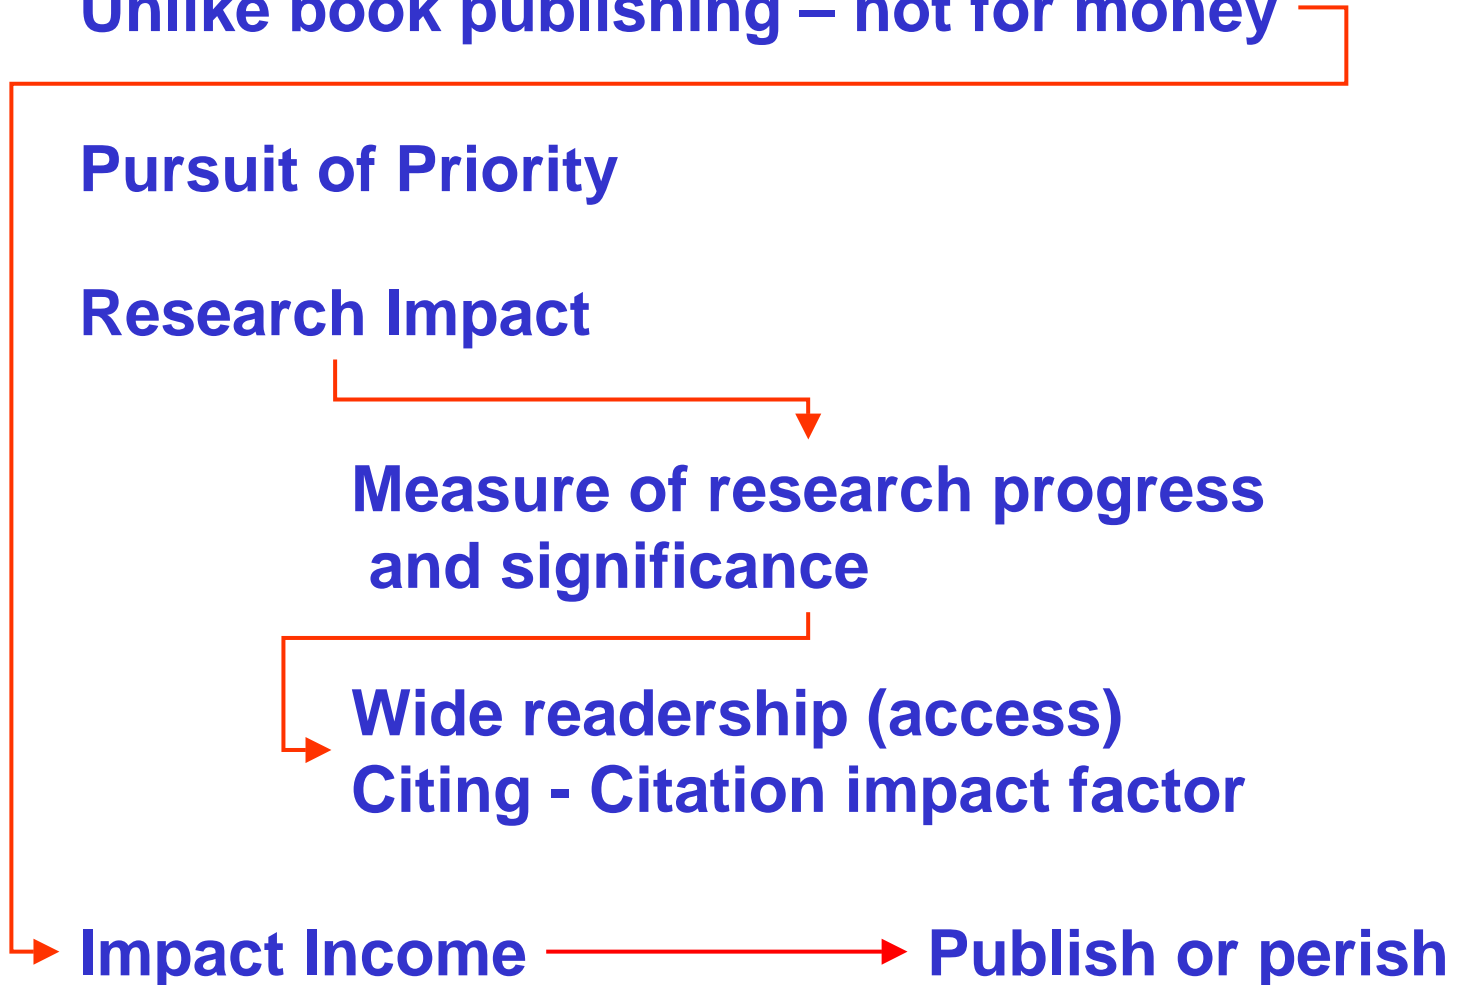 Unlike book publishing – not for money
Pursuit of Priority
Research Impact
Measure of research progress
and significance
Wide readership (access)
Citing - Citation impact factor
Impact Income
Publish or perish